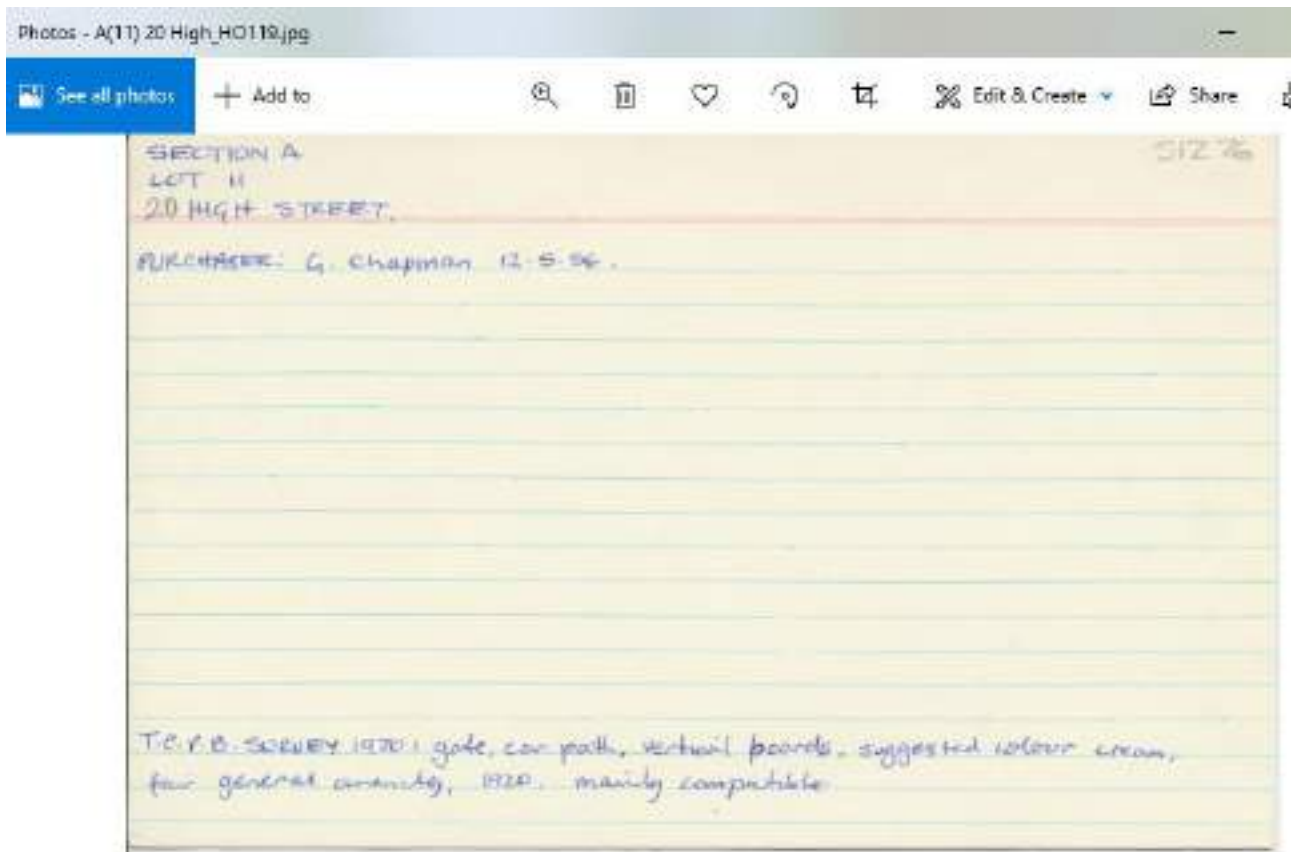 Photos - A(11) 20 High_HO119.jpg
See all photos + Add to Edit & Create Share
SECTION A
LOT 11
20 HIGH STREET.
PURCHASER: G. Chapman 12.5.56.
T.C.P.B. SURVEY 1970: gate, car path, vertical boards, suggested colour cream,
fair general amenity, 1920. mainly compatible